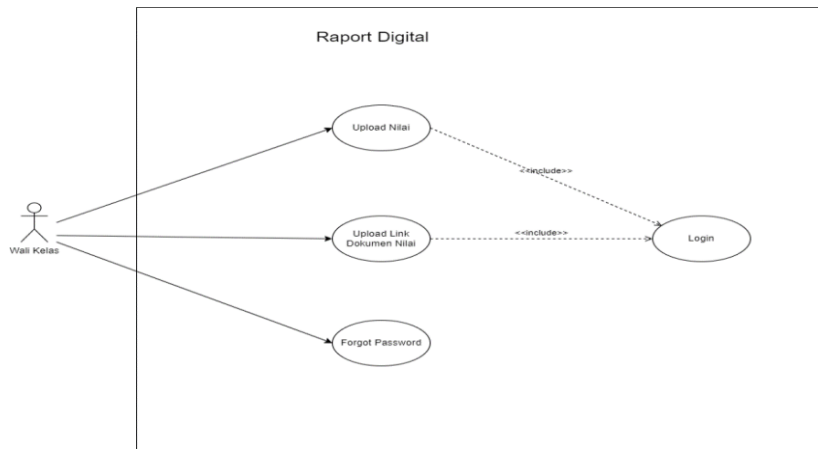 Raport Digital
Upload Nilai
<<include>>
Wali Kelas
Upload Link
Dokumen Nilai
<<include>>
Login
Forgot Password